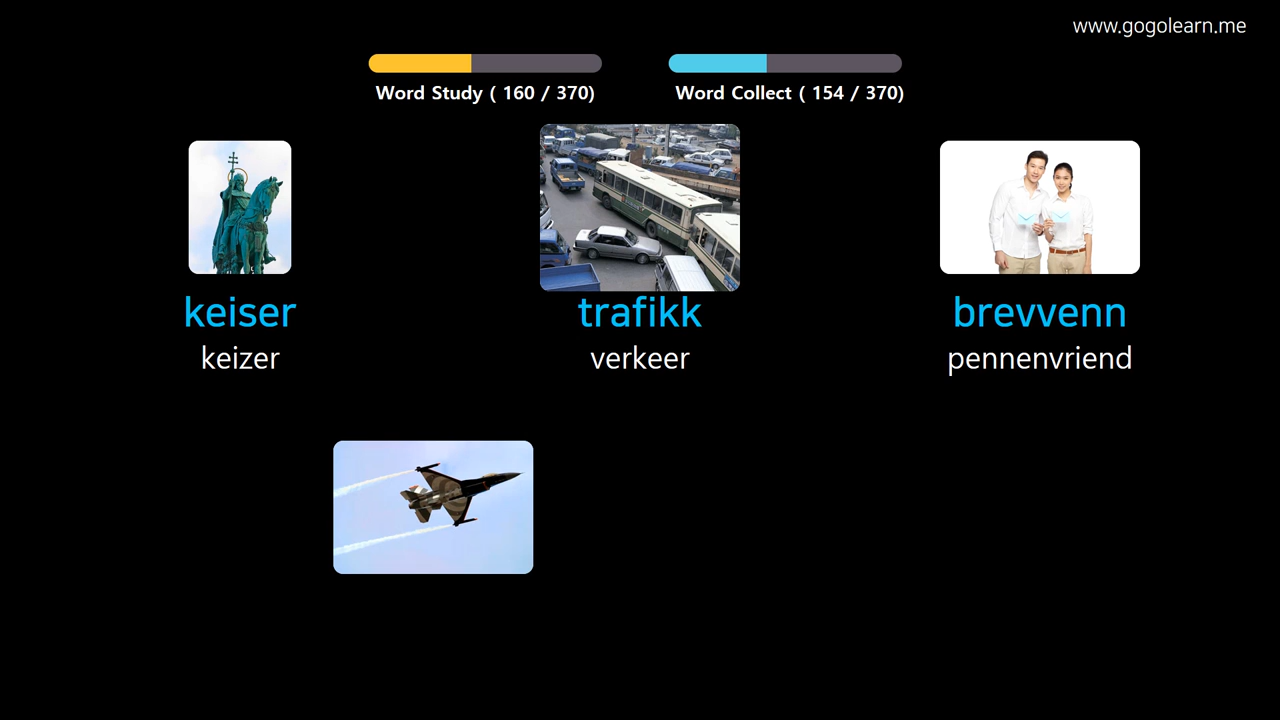 www.gogolearn.me
Word Study ( 160 / 370)
Word Collect ( 154 / 370)
keiser
trafikk
brevvenn
keizer
verkeer
pennenvriend